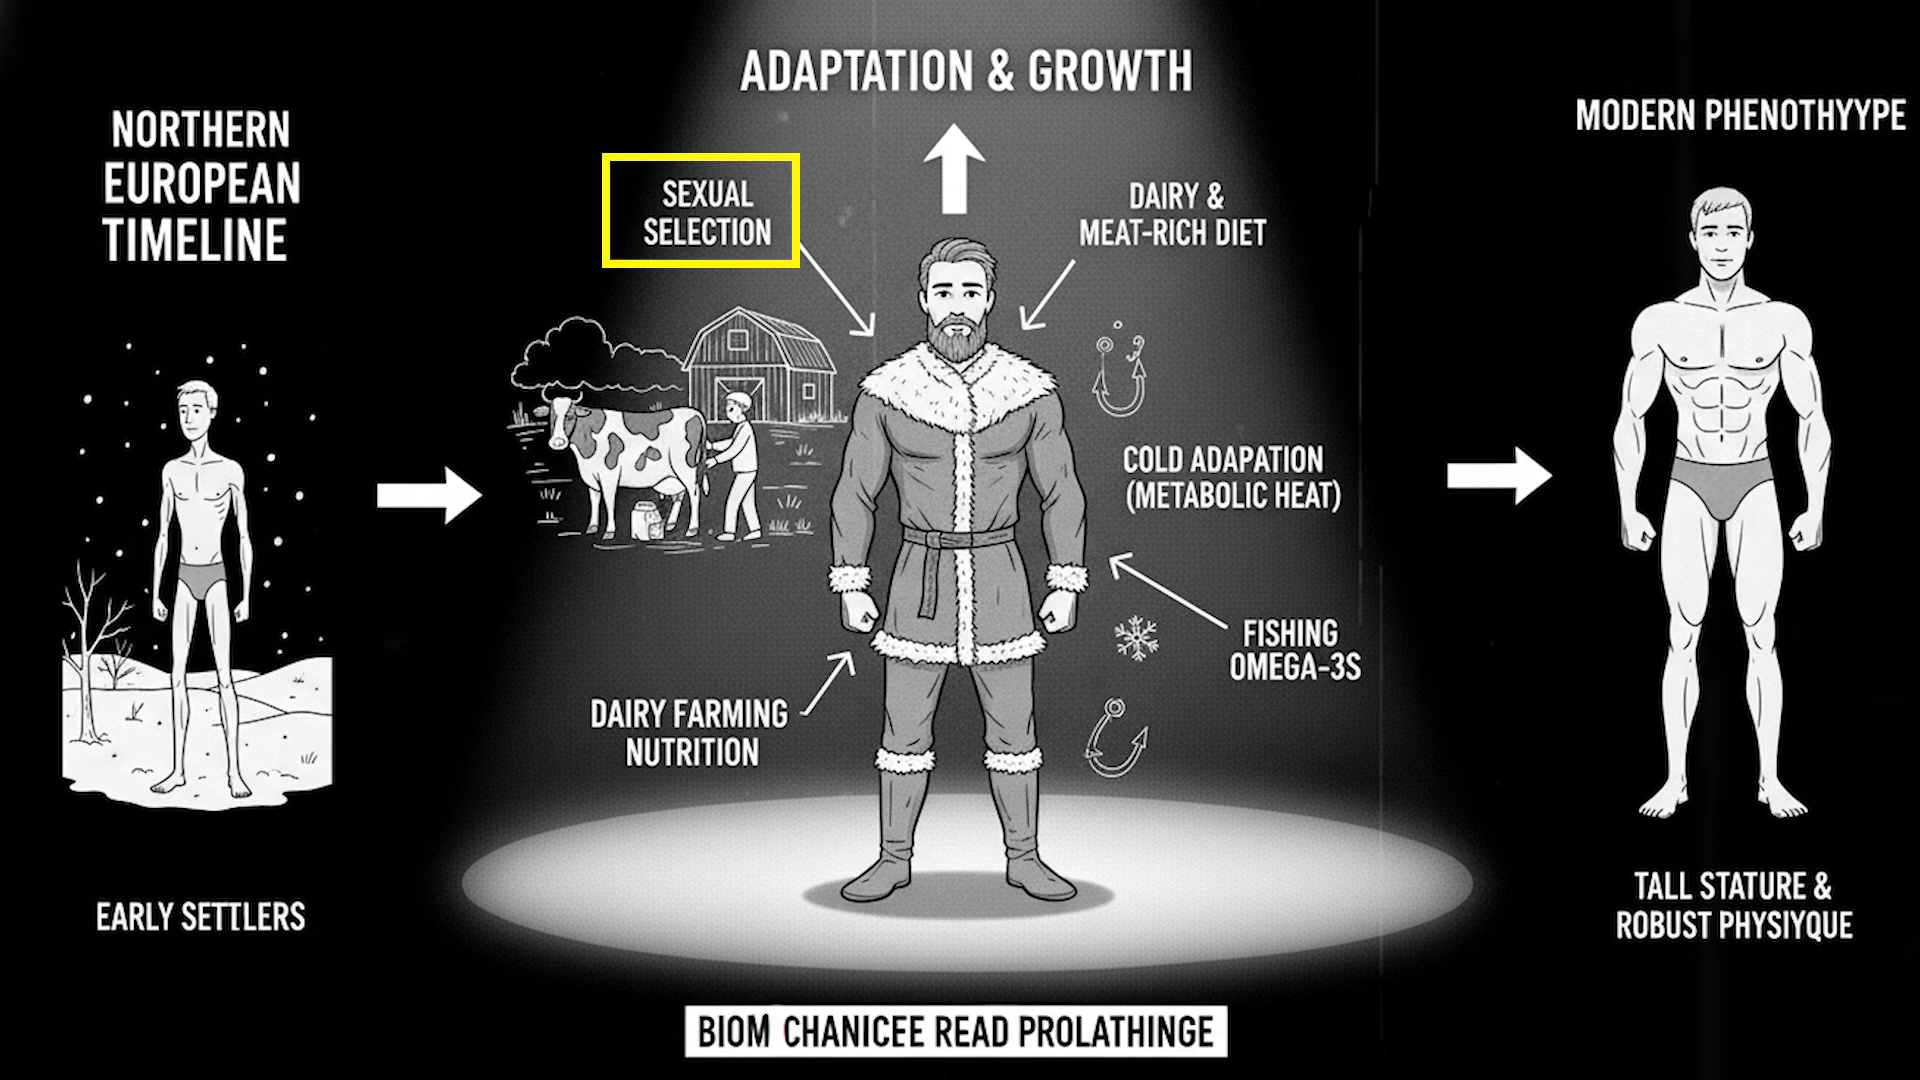 ADAPTATION & GROWTH
NORTHERN
EUROPEAN
TIMELINE
MODERN PHENOTHYYPE
SEXUAL
SELECTION
DAIRY &
MEAT-RICH DIET
COLD ADAPATION
(METABOLIC HEAT)
FISHING
OMEGA-3S
DAIRY FARMING
NUTRITION
EARLY SETTLERS
TALL STATURE &
ROBUST PHYSIYQUE
BIOM CHANICEE READ PROLATHINGE